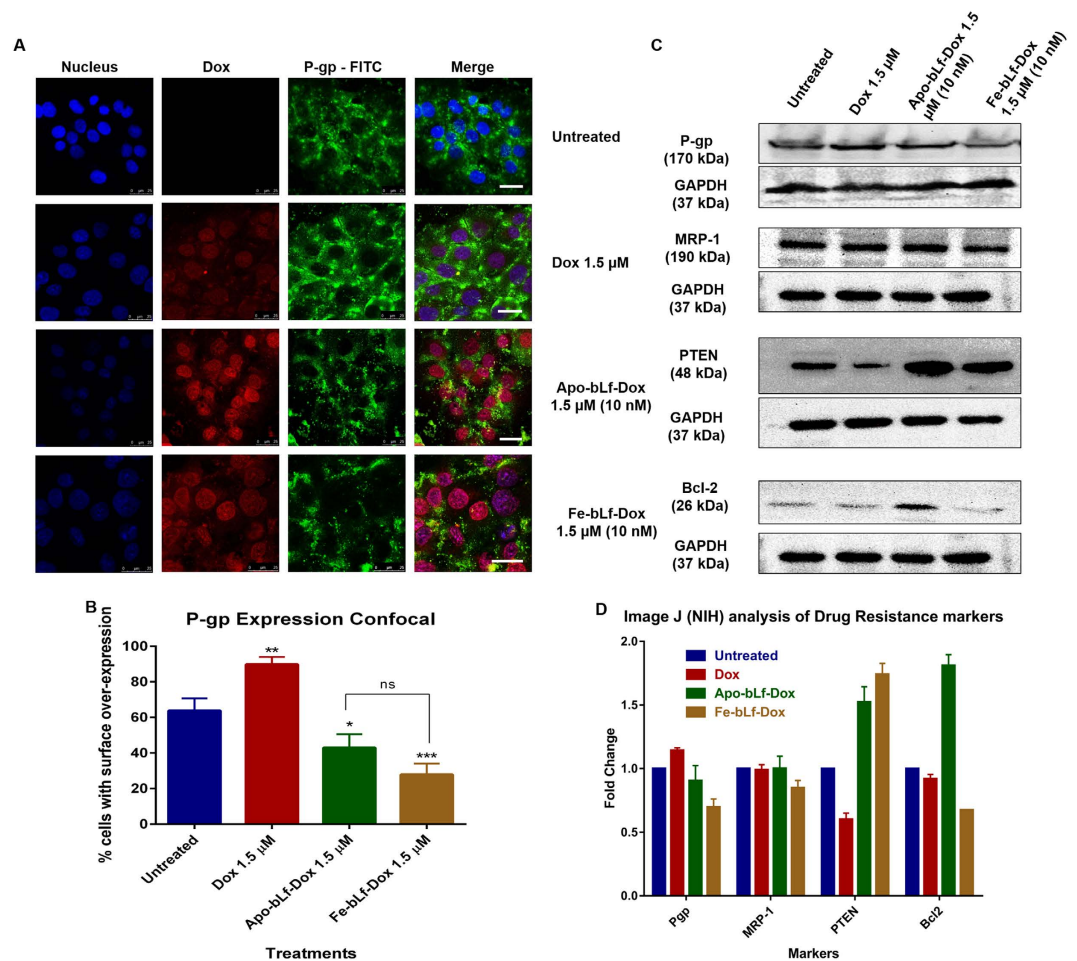 A
Nucleus Dox P-gp - FITC Merge
Untreated
Dox 1.5 µM
Apo-bLf-Dox
1.5 µM (10 nM)
Fe-bLf-Dox
1.5 µM (10 nM)
0 µm 25
B
P-gp Expression Confocal
% cells with surface over-expression
100
80
60
40
20
0
**
ns
*
***
Untreated
Dox 1.5 µM
Apo-bLf-Dox 1.5 µM
Fe-bLf-Dox 1.5 µM
Treatments
C
Untreated
Dox 1.5 µM
Apo-bLf-Dox 1.5
µM (10 nM)
Fe-bLf-Dox
1.5 µM (10 nM)
P-gp
(170 kDa)
GAPDH
(37 kDa)
MRP-1
(190 kDa)
GAPDH
(37 kDa)
PTEN
(48 kDa)
GAPDH
(37 kDa)
Bcl-2
(26 kDa)
GAPDH
(37 kDa)
D
Image J (NIH) analysis of Drug Resistance markers
Fold Change
2.0
1.5
1.0
0.5
0.0
Untreated
Dox
Apo-bLf-Dox
Fe-bLf-Dox
Pgp
MRP-1
PTEN
Bcl2
Markers